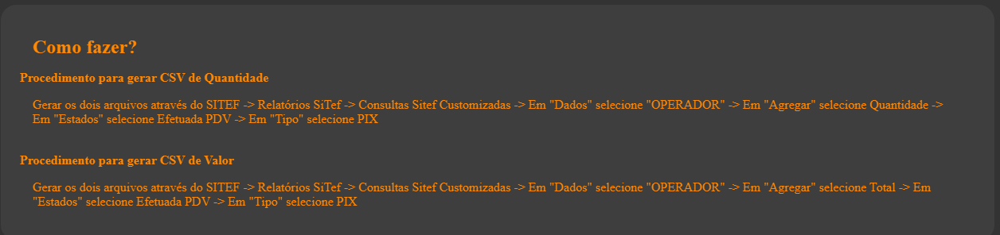 Como fazer?
Procedimento para gerar CSV de Quantidade
Gerar os dois arquivos através do SITEF -> Relatórios SiTef -> Consultas Sitef Customizadas -> Em "Dados" selecione "OPERADOR" -> Em "Agregar" selecione Quantidade ->
Em "Estados" selecione Efetuada PDV -> Em "Tipo" selecione PIX
Procedimento para gerar CSV de Valor
Gerar os dois arquivos através do SITEF -> Relatórios SiTef -> Consultas Sitef Customizadas -> Em "Dados" selecione "OPERADOR" -> Em "Agregar" selecione Total -> Em
"Estados" selecione Efetuada PDV -> Em "Tipo" selecione PIX